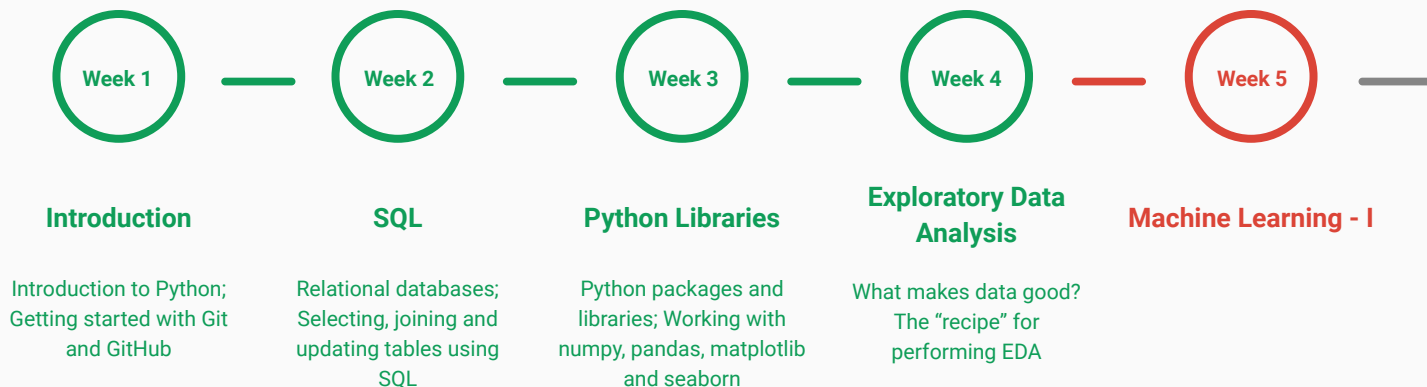 Week 1
Week 2
Week 3
Week 4
Week 5
Introduction
SQL
Python Libraries
Exploratory Data
Analysis
Machine Learning - I
Introduction to Python;
Getting started with Git
and GitHub
Relational databases;
Selecting, joining and
updating tables using
SQL
Python packages and
libraries; Working with
numpy, pandas, matplotlib
and seaborn
What makes data good?
The “recipe” for
performing EDA